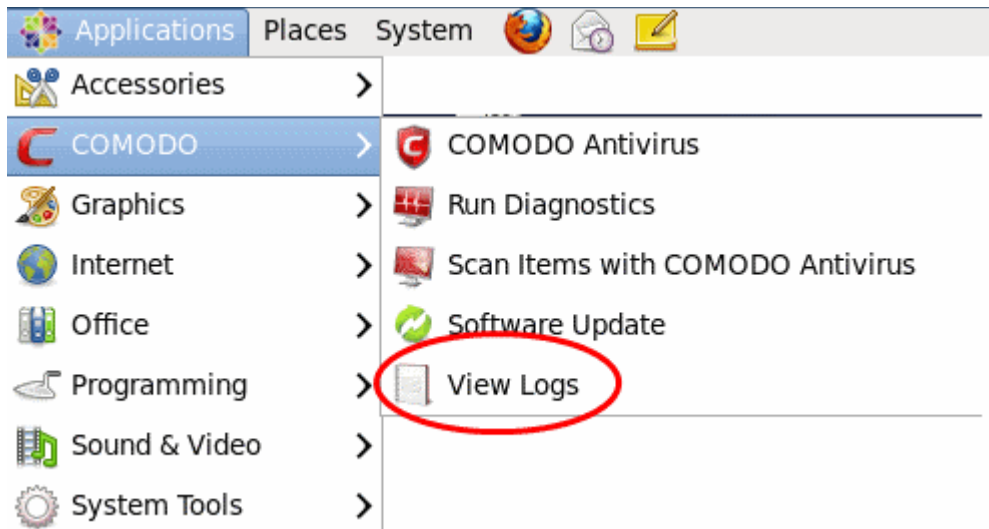 Applications Places System
Accessories
COMODO
Graphics
Internet
Office
Programming
Sound & Video
System Tools
COMODO Antivirus
Run Diagnostics
Scan Items with COMODO Antivirus
Software Update
View Logs